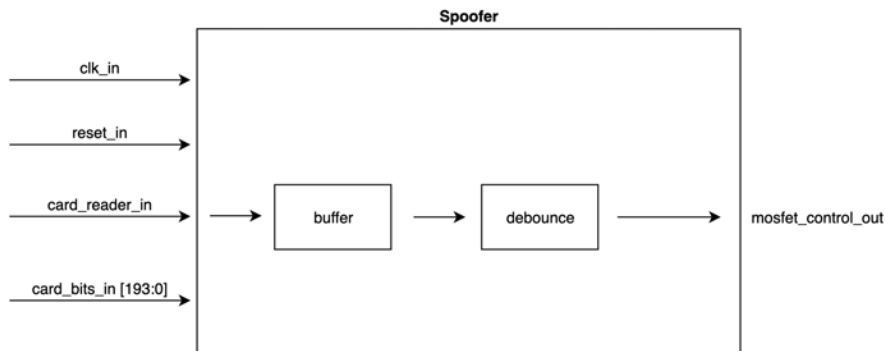 Spoofer
clk_in
reset_in
card_reader_in
buffer
debounce
mosfet_control_out
card_bits_in [193:0]